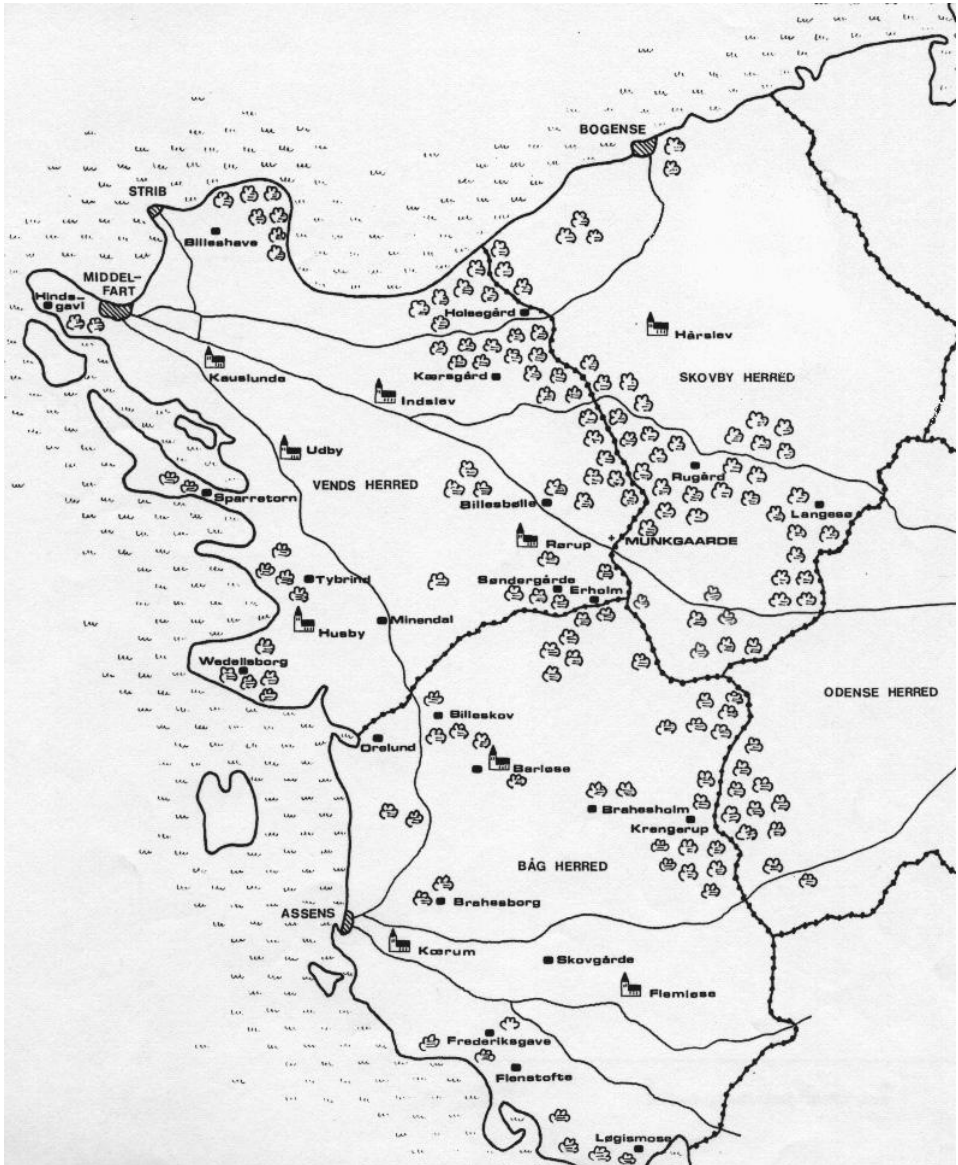 BOGENSE
STRIB
Billeshave
MIDDEL-
FART
Hinds-
gavl
Holsegård
Hårslev
Kauslunde
Kærsgård
SKOVBY HERRED
Indslev
Udby
Rugård
VENDS HERRED
Sparretorn
Billesbølle
Langesø
Rørup
MUNKGAARDE
Tybrind
Søndergårde
Erholm
Husby
Minendal
Wedellsborg
ODENSE HERRED
Billeskov
Orelund
Barløse
Brahesholm
Krengerup
BÅG HERRED
Brahesborg
ASSENS
Kærum
Skovgårde
Flemløse
Frederiksgave
Flenstofte
Løgismose